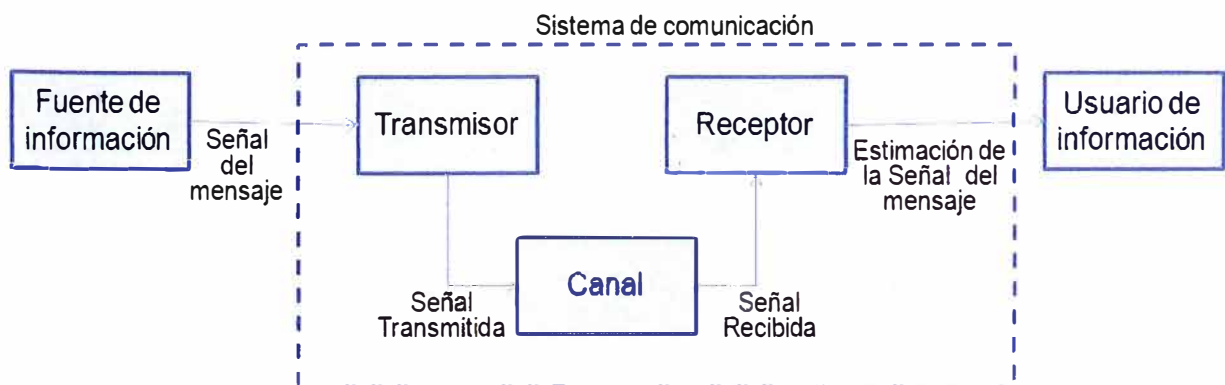 Sistema de comunicación
Fuente de
información
Señal
del
mensaje
Transmisor
Receptor
Estimación de
la Señal del
mensaje
Usuario de
información
Canal
Señal
Transmitida
Señal
Recibida